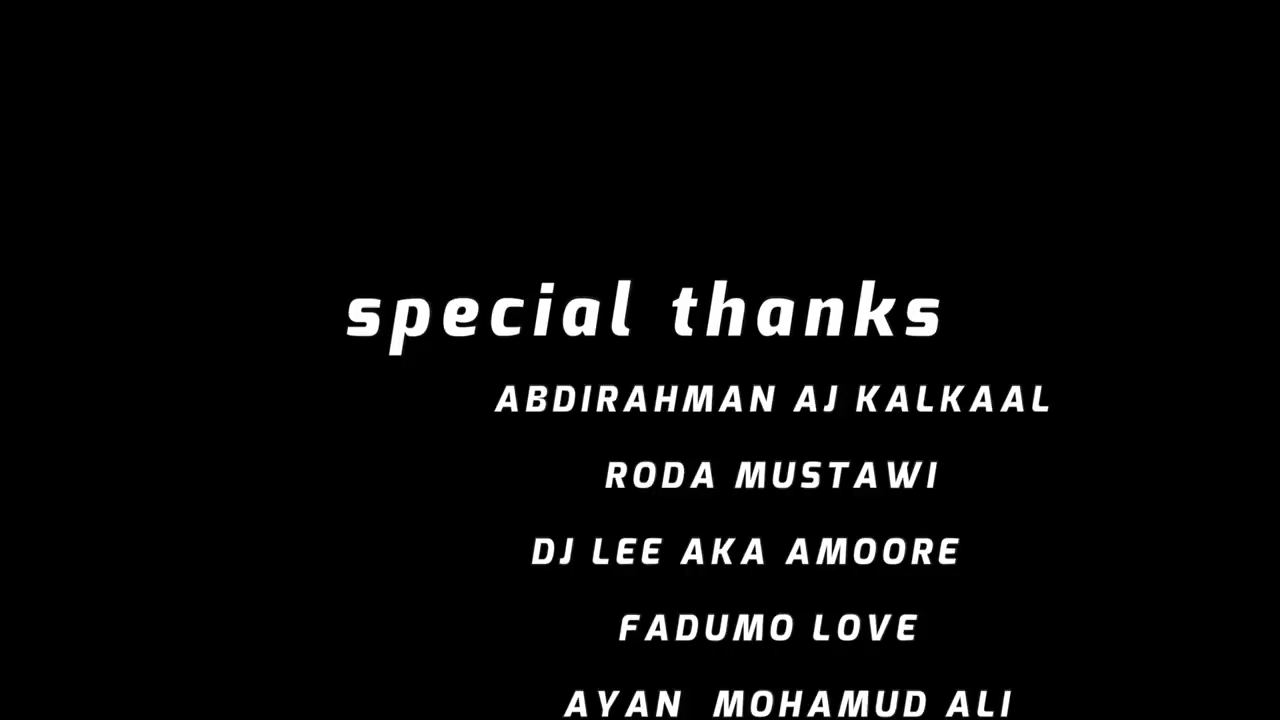 special thanks
ABDIRAHMAN AJ KALKAAL
RODA MUSTAWI
DJ LEE AKA AMOORE
FADUMO LOVE
AYAN MOHAMUD ALI